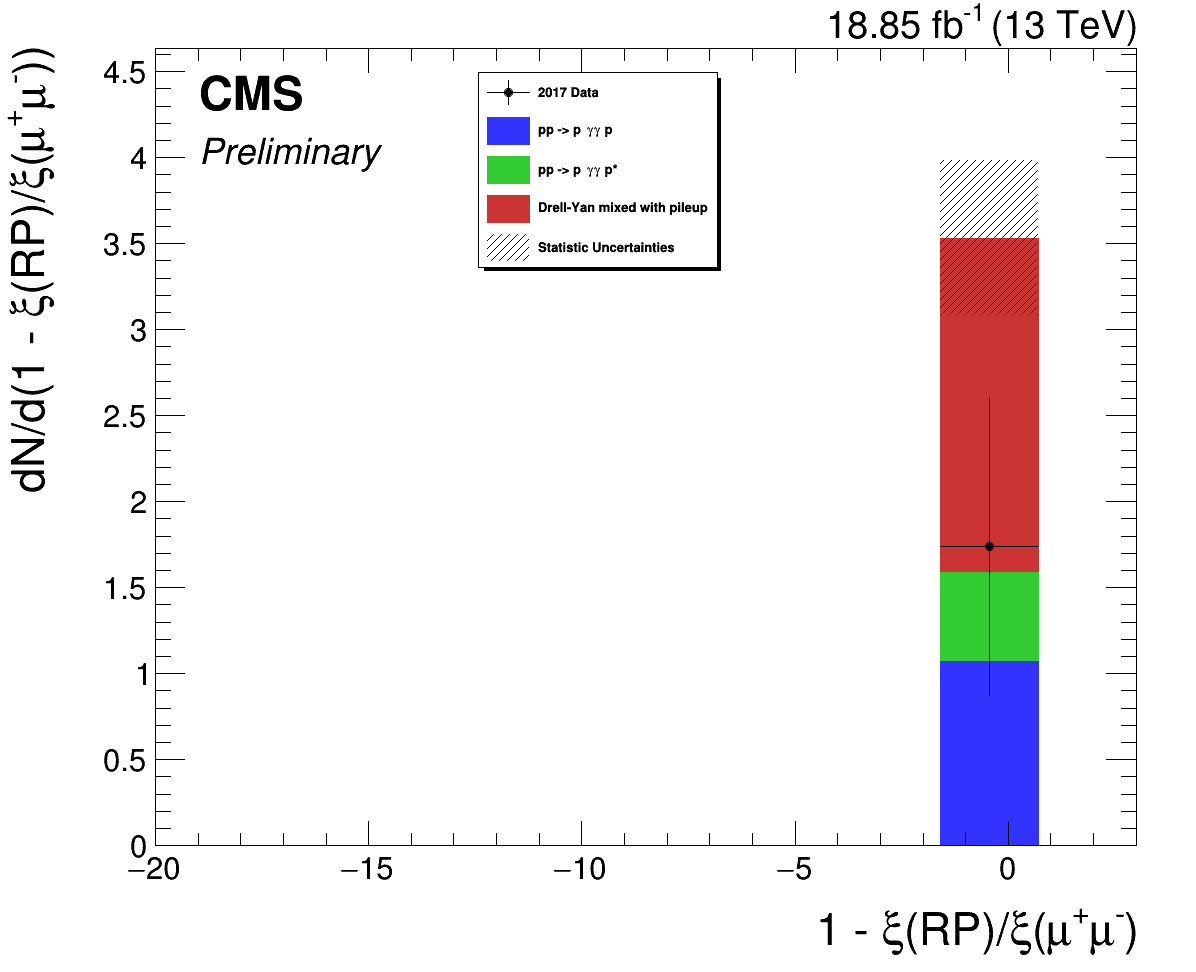 18.85 fb⁻¹ (13 TeV)
CMS
Preliminary
2017 Data
pp -> p γγ p
pp -> p γγ p*
Drell-Yan mixed with pileup
Statistic Uncertainties
dN/d(1 - ξ(RP)/ξ(μ⁺μ⁻))
4.5
4
3.5
3
2.5
2
1.5
1
0.5
0
−20 −15 −10 −5 0
1 - ξ(RP)/ξ(μ⁺μ⁻)